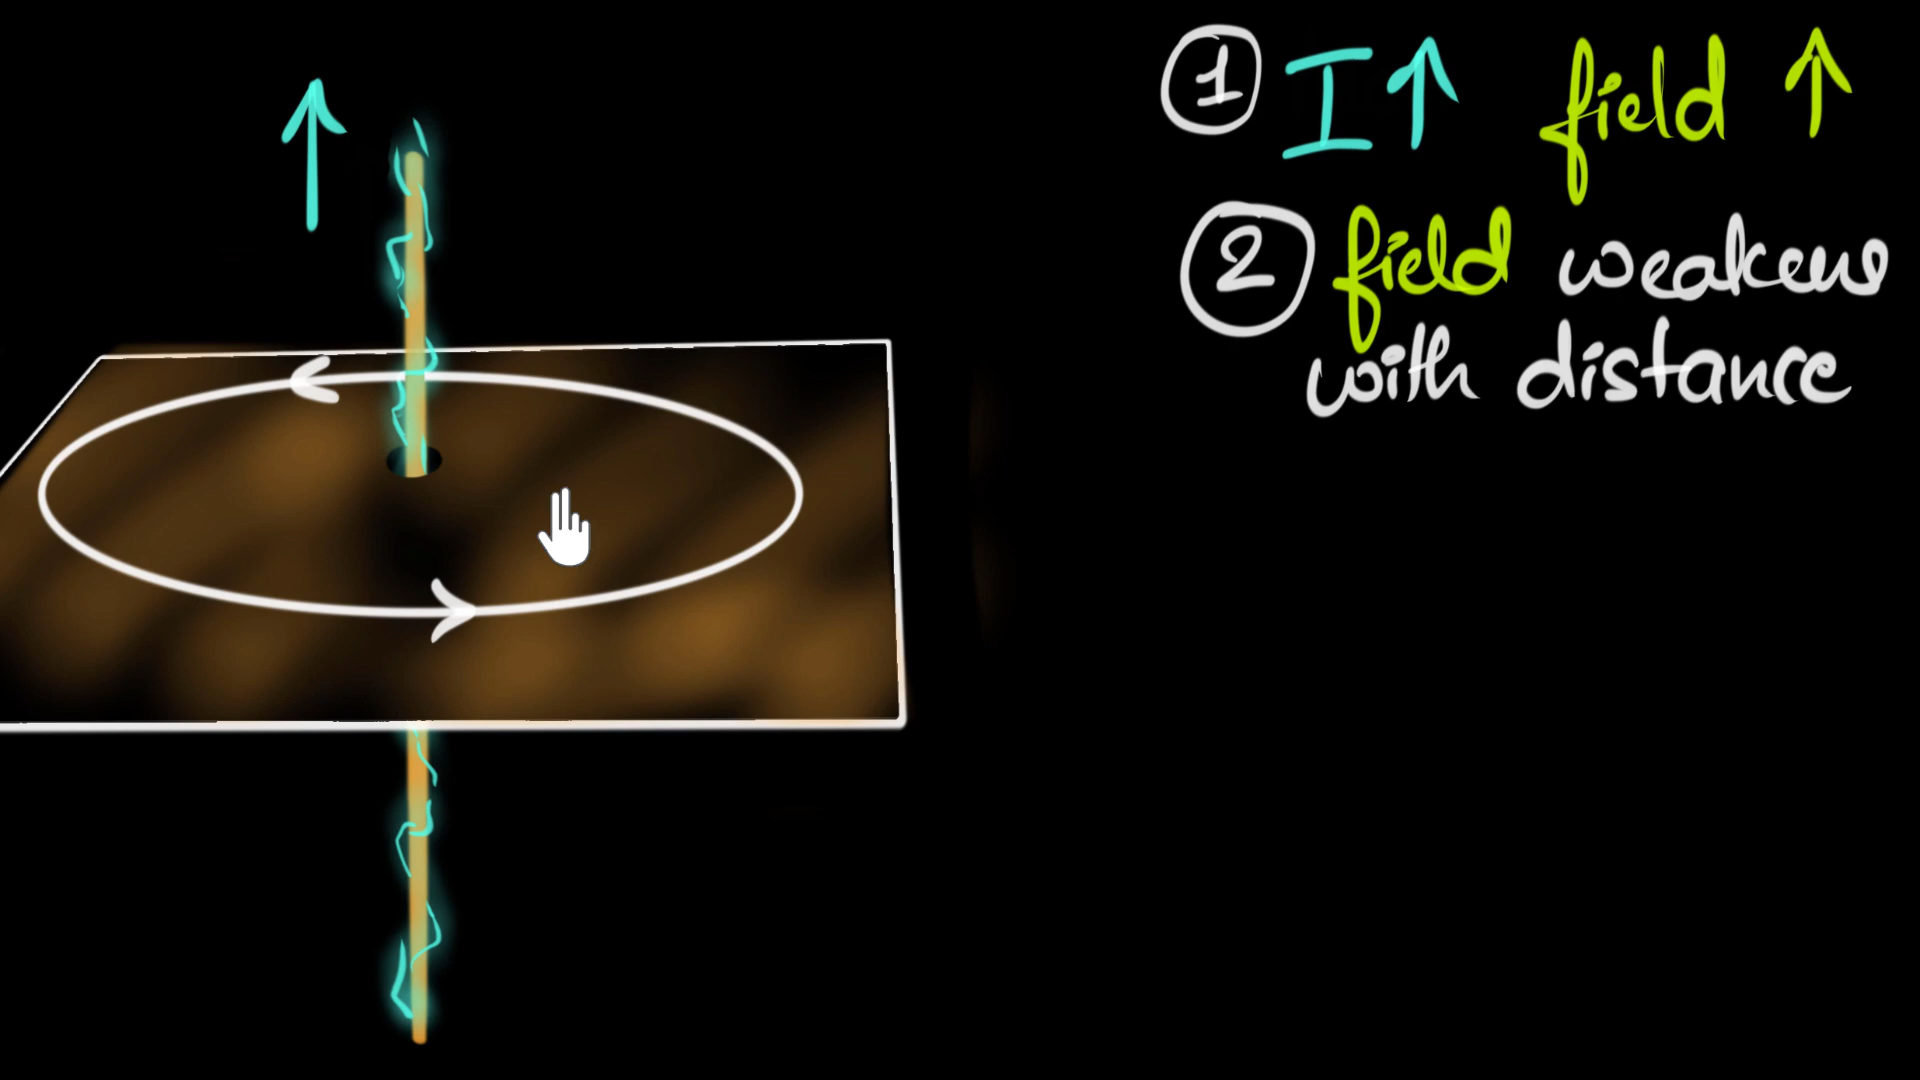 1 I↑ field ↑
2 field weakens
with distance